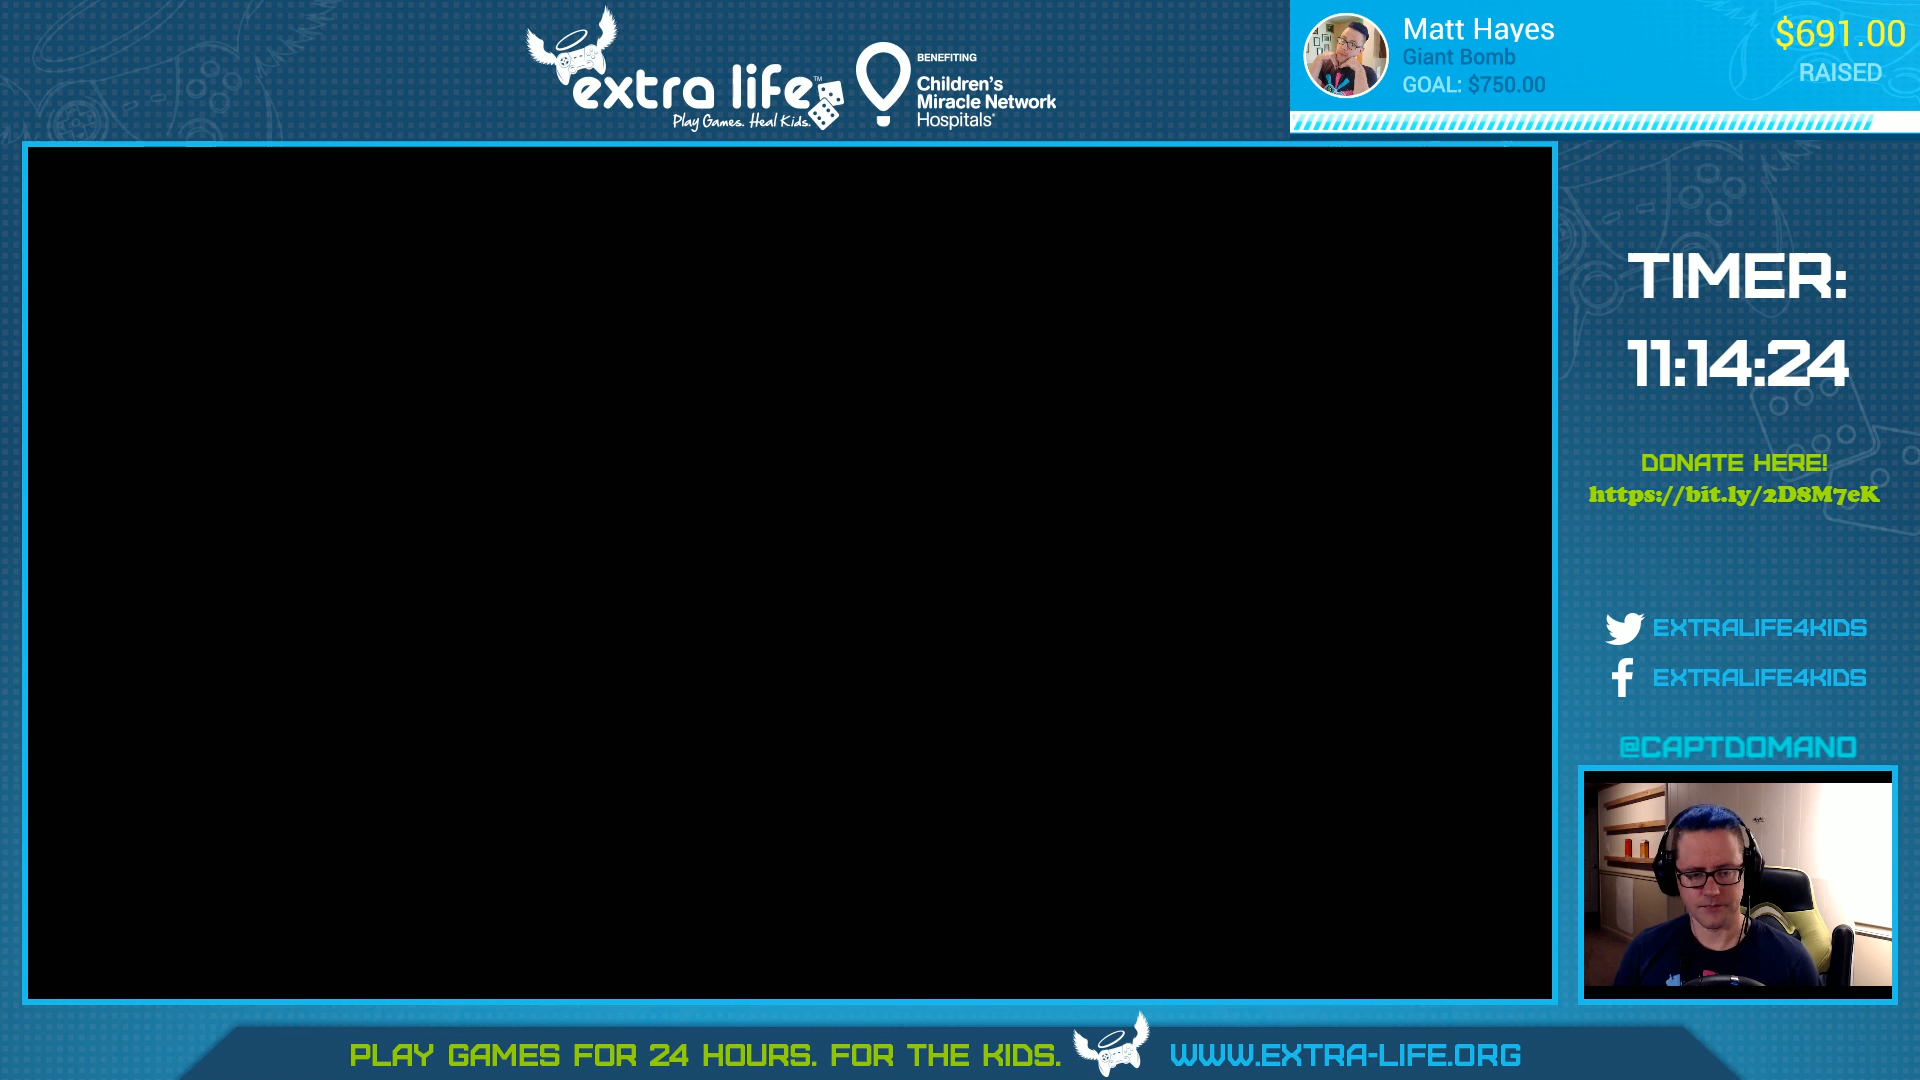 extra life™
Play Games. Heal Kids.
BENEFITING
Children's
Miracle Network
Hospitals
Matt Hayes
Giant Bomb
GOAL: $750.00
$691.00
RAISED
TIMER:
11:14:24
DONATE HERE!
https://bit.ly/2D8M7eK
EXTRALIFE4KIDS
EXTRALIFE4KIDS
@CAPTDOMANO
PLAY GAMES FOR 24 HOURS. FOR THE KIDS.
WWW.EXTRA-LIFE.ORG